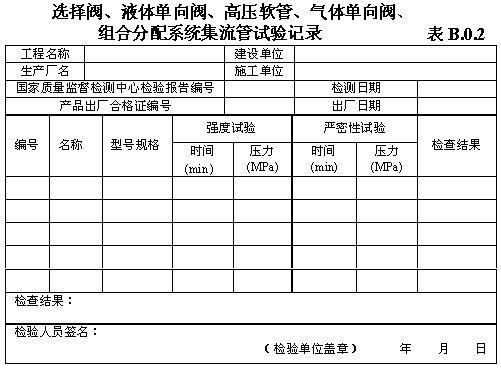 选择阀、液体单向阀、高压软管、气体单向阀、
组合分配系统集流管试验记录 表 B.0.2
工程名称 建设单位
生产厂名 施工单位
国家质量监督检测中心检验报告编号 检测日期
产品出厂合格证编号 出厂日期
编号 名称 型号规格 强度试验 严密性试验 检查结果
时间 压力 时间 压力
(min) (MPa) (min) (MPa)
检查结果：
检验人员签名：
（检验单位盖章） 年 月 日